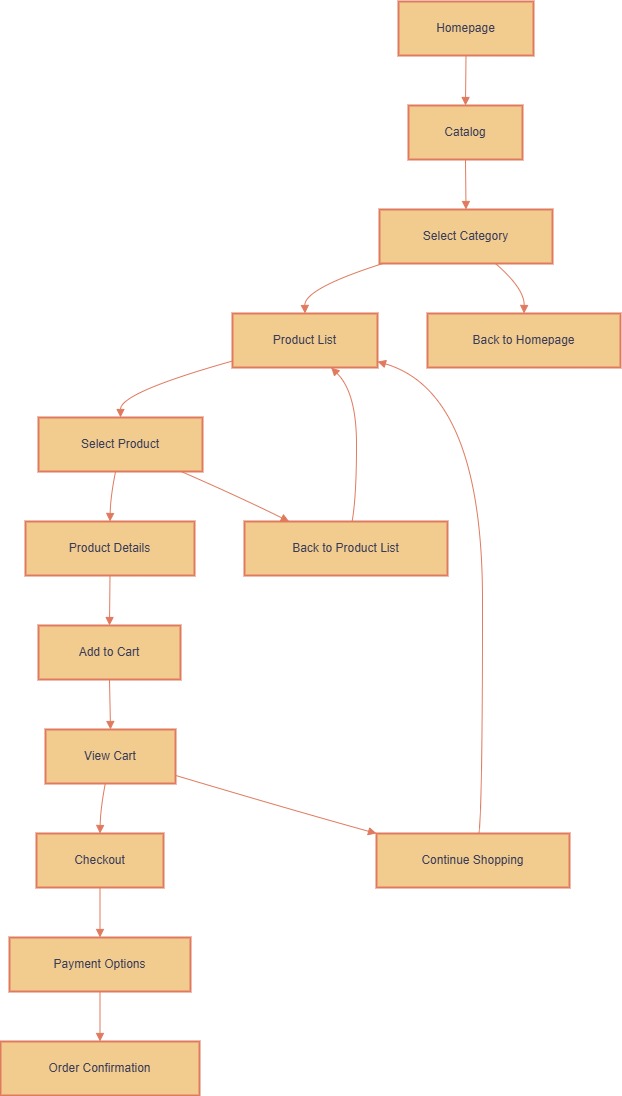 Homepage
Catalog
Select Category
Product List
Back to Homepage
Select Product
Product Details
Back to Product List
Add to Cart
View Cart
Checkout
Continue Shopping
Payment Options
Order Confirmation